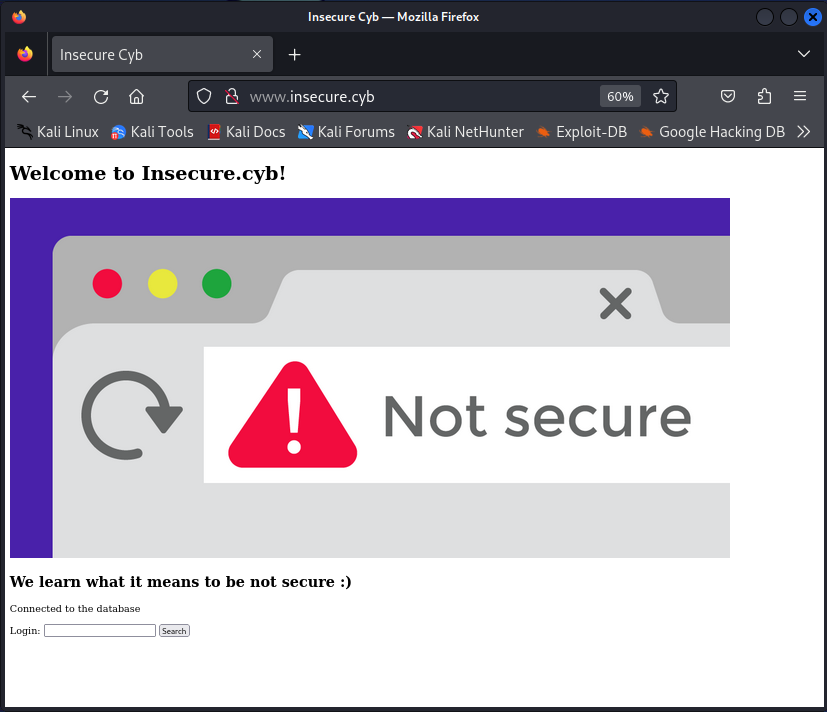 Insecure Cyb — Mozilla Firefox
Insecure Cyb
www.insecure.cyb 60%
Kali Linux Kali Tools Kali Docs Kali Forums Kali NetHunter Exploit-DB Google Hacking DB
Welcome to Insecure.cyb!
Not secure
We learn what it means to be not secure :)
Connected to the database
Login: Search